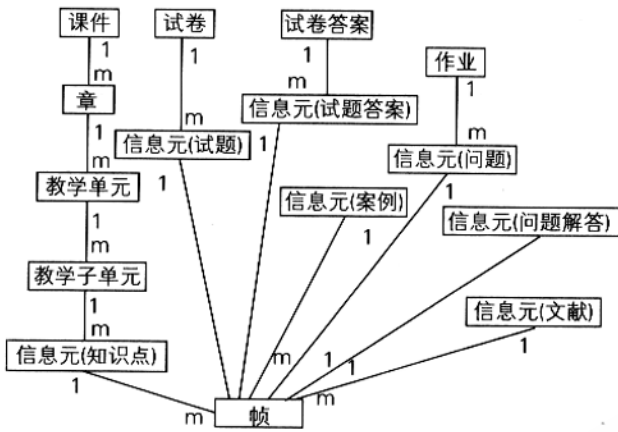 课件
试卷
试卷答案
作业
1
1
1
1
m
m
m
m
章
信息元(试题答案)
1
信息元(试题)
1
m
1
信息元(问题)
1
教学单元
信息元(案例)
1
1
信息元(问题解答)
1
m
教学子单元
1
信息元(文献)
m
1
信息元(知识点)
1
m
1
1
m
m
帧